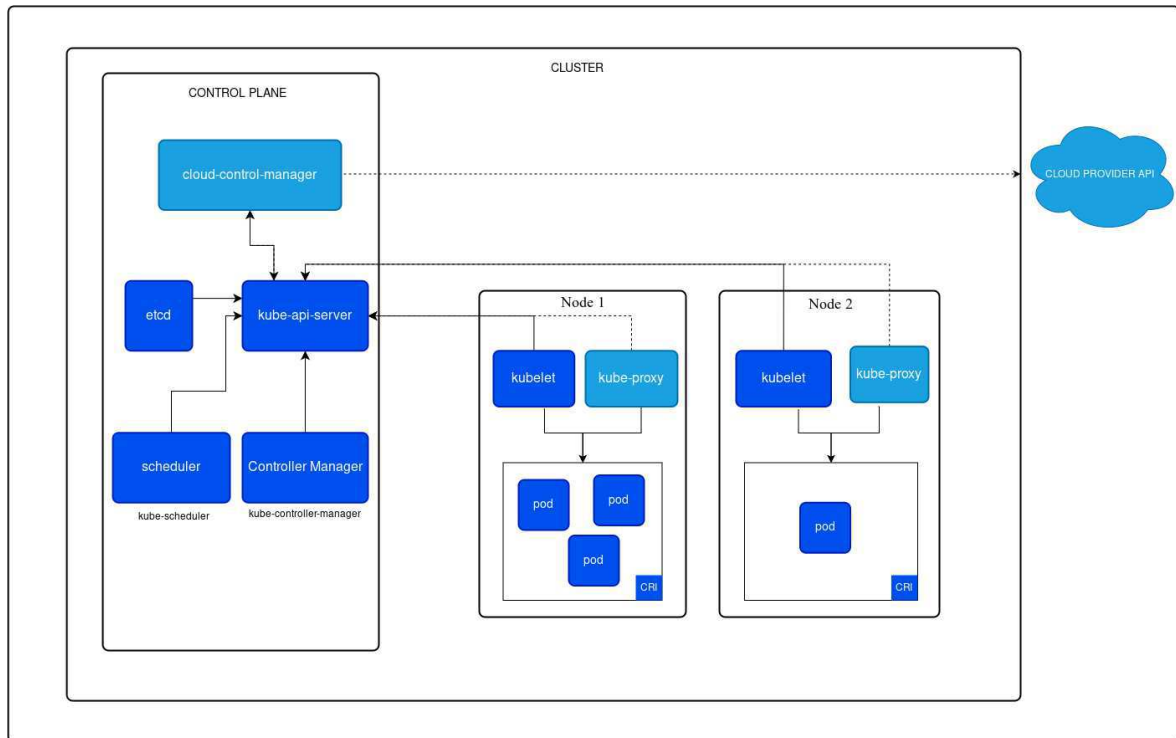 CLUSTER
CONTROL PLANE
cloud-control-manager
CLOUD PROVIDER API
etcd
kube-api-server
scheduler
kube-scheduler
Controller Manager
kube-controller-manager
Node 1
kubelet
kube-proxy
pod
pod
pod
CRI
Node 2
kubelet
kube-proxy
pod
CRI